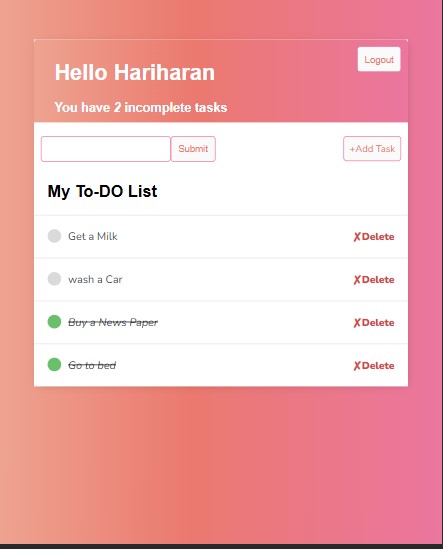 Logout
Hello Hariharan
You have 2 incomplete tasks
Submit
+Add Task
My To-DO List
Get a Milk ✗Delete
wash a Car ✗Delete
Buy a News Paper ✗Delete
Go to bed ✗Delete